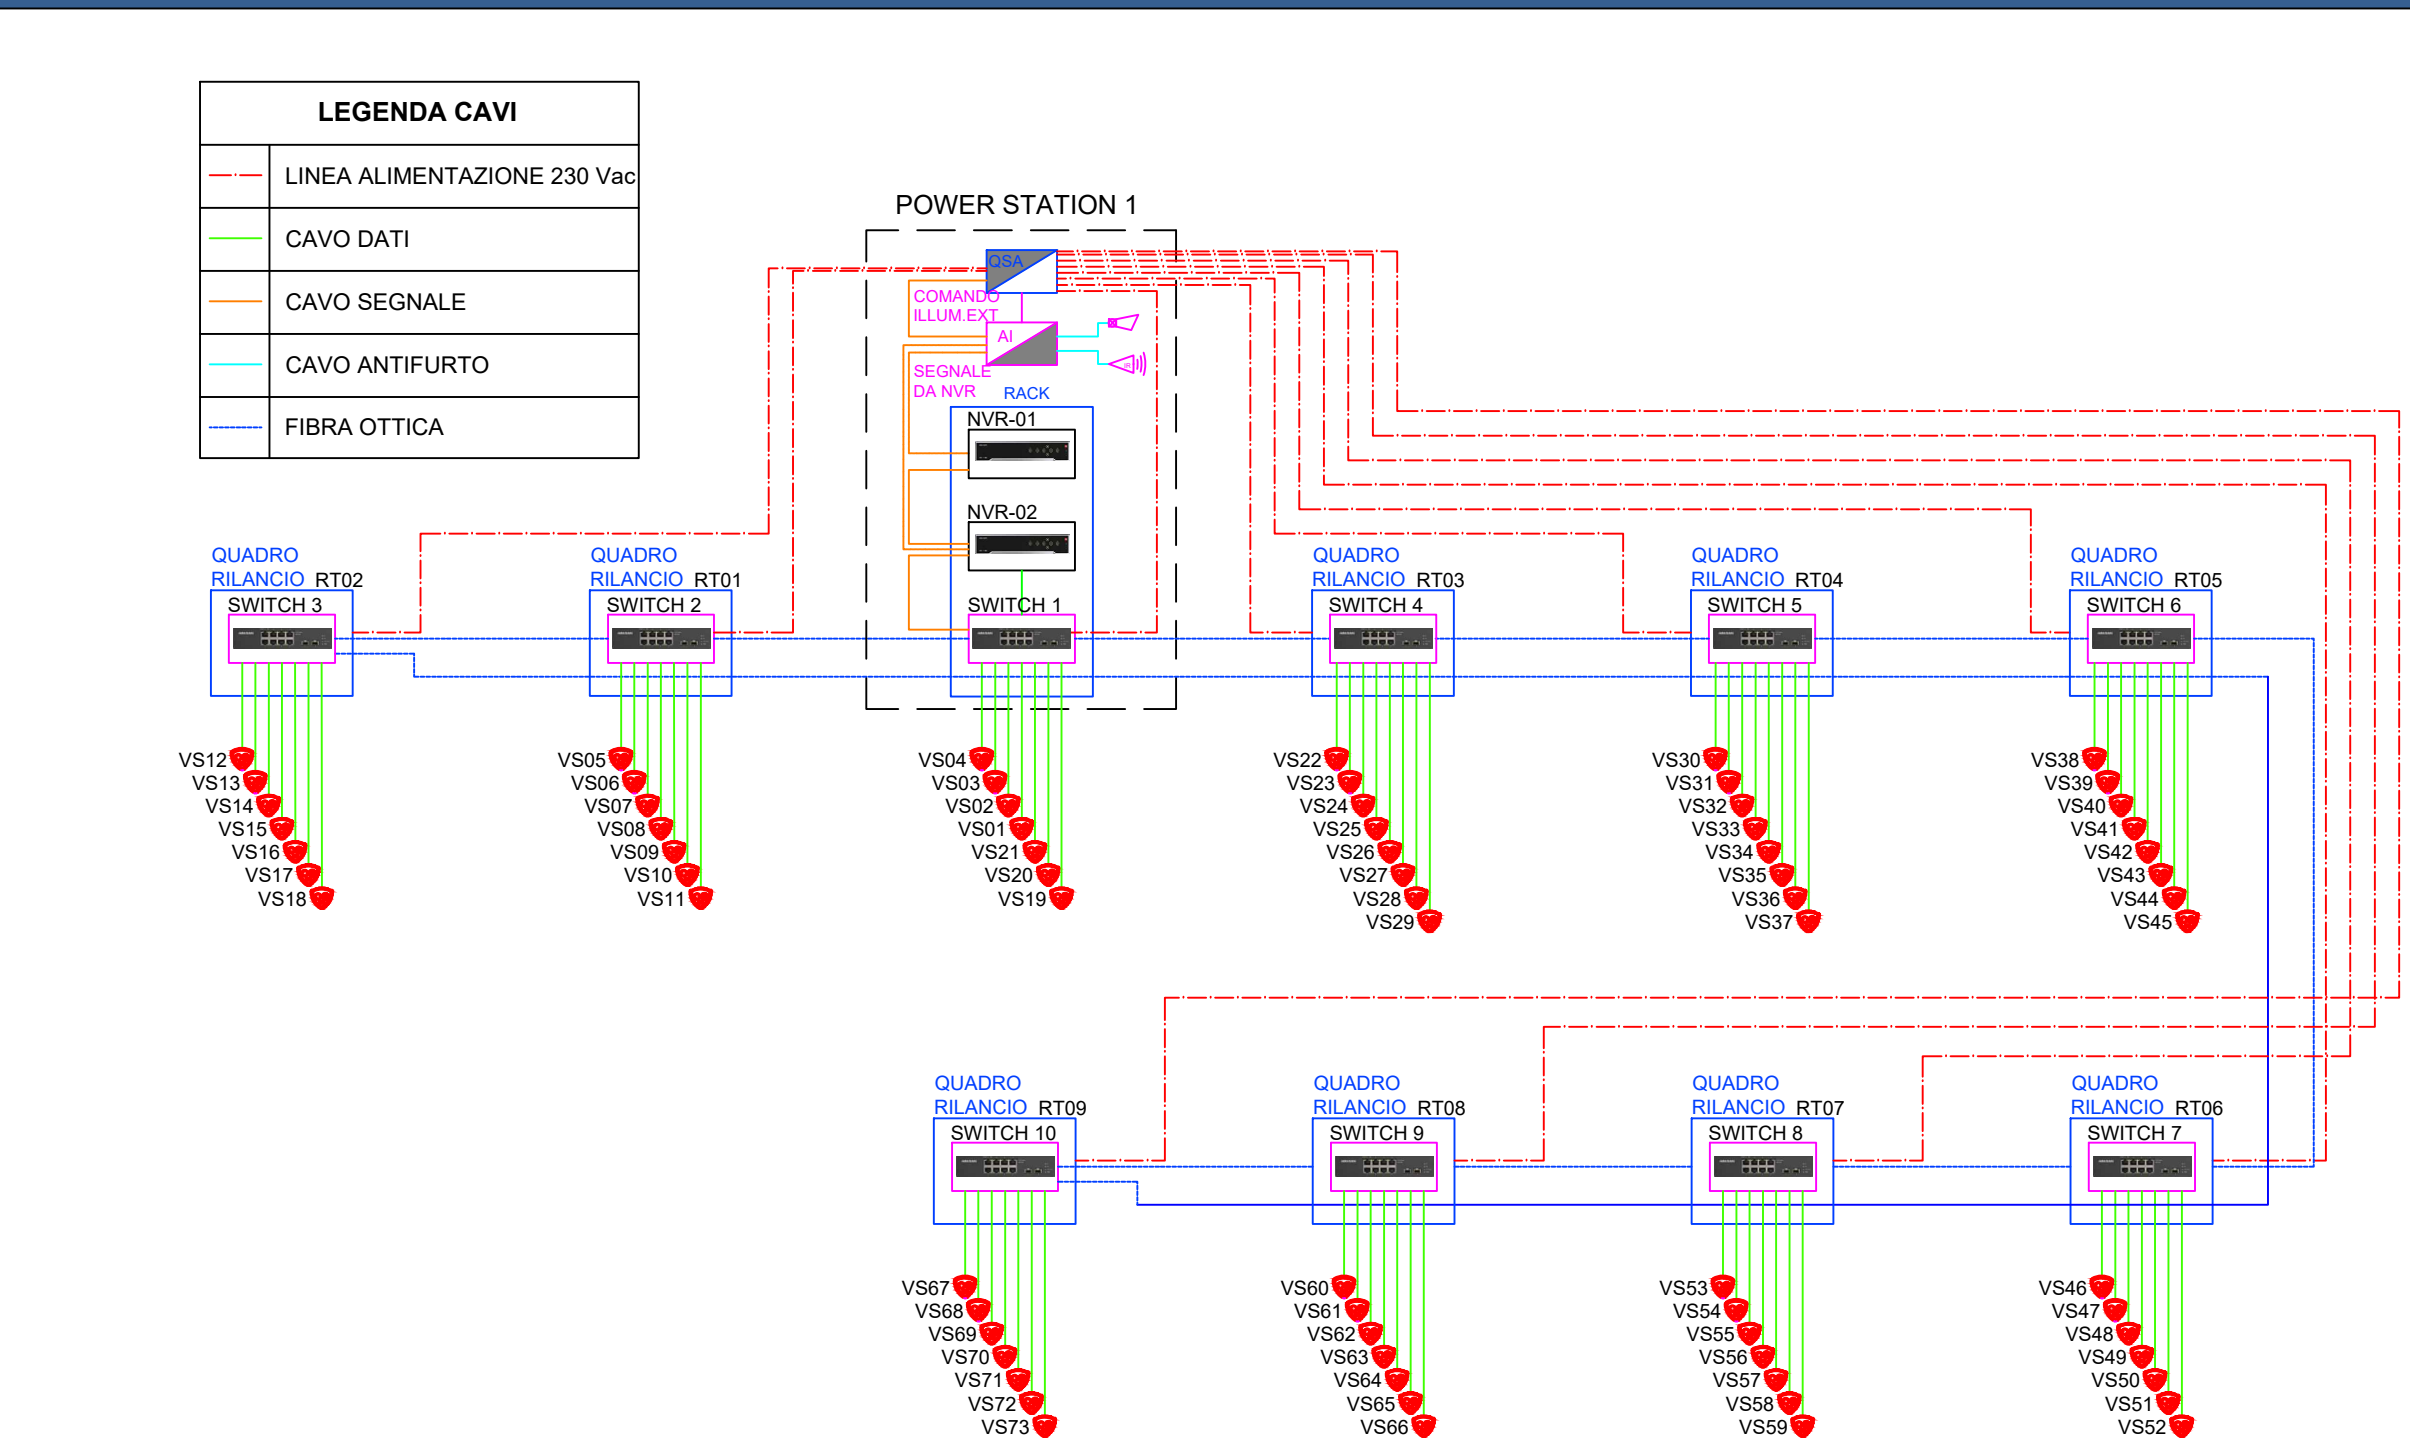 LEGENDA CAVI
LINEA ALIMENTAZIONE 230 Vac
CAVO DATI
CAVO SEGNALE
CAVO ANTIFURTO
FIBRA OTTICA
POWER STATION 1
QSA
COMANDO
ILLUM.EXT
AI
IR
SEGNALE
DA NVR
RACK
NVR-01
NVR-02
QUADRO
RILANCIO RT02
SWITCH 3
QUADRO
RILANCIO RT01
SWITCH 2
SWITCH 1
QUADRO
RILANCIO RT03
SWITCH 4
QUADRO
RILANCIO RT04
SWITCH 5
QUADRO
RILANCIO RT05
SWITCH 6
VS12
VS13
VS14
VS15
VS16
VS17
VS18
VS05
VS06
VS07
VS08
VS09
VS10
VS11
VS04
VS03
VS02
VS01
VS21
VS20
VS19
VS22
VS23
VS24
VS25
VS26
VS27
VS28
VS29
VS30
VS31
VS32
VS33
VS34
VS35
VS36
VS37
VS38
VS39
VS40
VS41
VS42
VS43
VS44
VS45
QUADRO
RILANCIO RT09
SWITCH 10
QUADRO
RILANCIO RT08
SWITCH 9
QUADRO
RILANCIO RT07
SWITCH 8
QUADRO
RILANCIO RT06
SWITCH 7
VS67
VS68
VS69
VS70
VS71
VS72
VS73
VS60
VS61
VS62
VS63
VS64
VS65
VS66
VS53
VS54
VS55
VS56
VS57
VS58
VS59
VS46
VS47
VS48
VS49
VS50
VS51
VS52